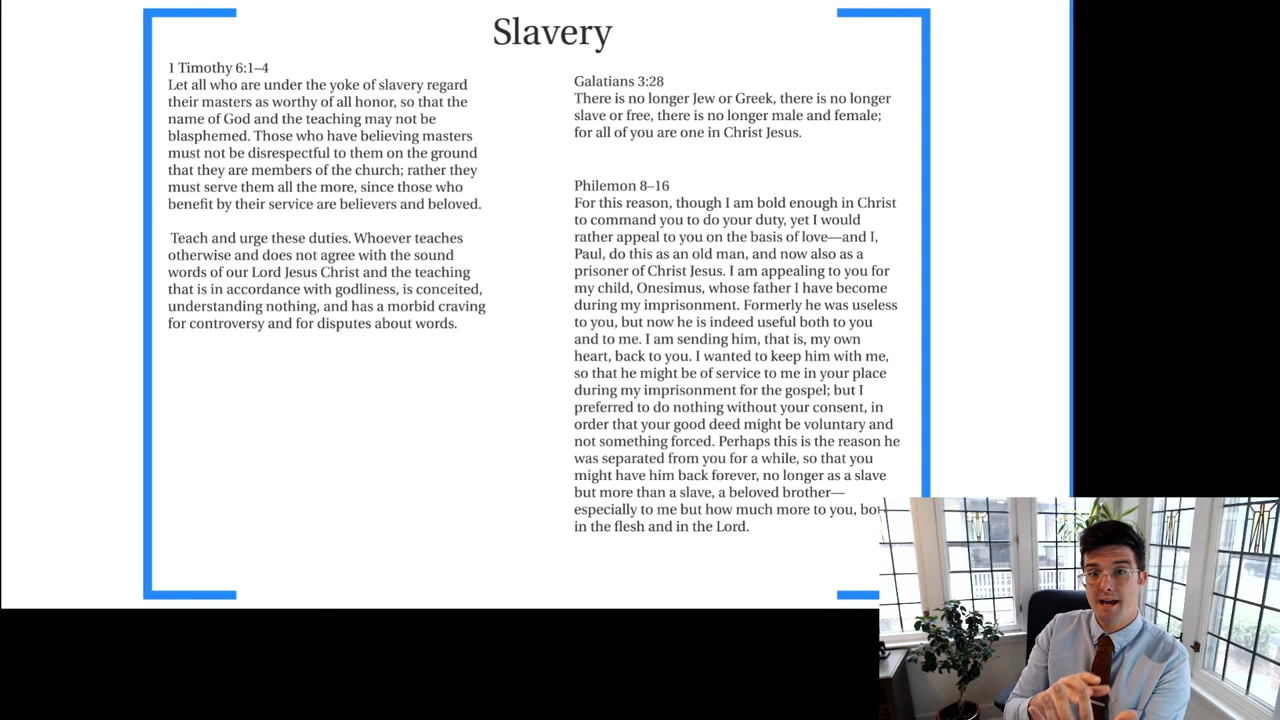 Slavery
1 Timothy 6:1–4
Let all who are under the yoke of slavery regard
their masters as worthy of all honor, so that the
name of God and the teaching may not be
blasphemed. Those who have believing masters
must not be disrespectful to them on the ground
that they are members of the church; rather they
must serve them all the more, since those who
benefit by their service are believers and beloved.
Teach and urge these duties. Whoever teaches
otherwise and does not agree with the sound
words of our Lord Jesus Christ and the teaching
that is in accordance with godliness, is conceited,
understanding nothing, and has a morbid craving
for controversy and for disputes about words.
Galatians 3:28
There is no longer Jew or Greek, there is no longer
slave or free, there is no longer male and female;
for all of you are one in Christ Jesus.
Philemon 8–16
For this reason, though I am bold enough in Christ
to command you to do your duty, yet I would
rather appeal to you on the basis of love—and I,
Paul, do this as an old man, and now also as a
prisoner of Christ Jesus. I am appealing to you for
my child, Onesimus, whose father I have become
during my imprisonment. Formerly he was useless
to you, but now he is indeed useful both to you
and to me. I am sending him, that is, my own
heart, back to you. I wanted to keep him with me,
so that he might be of service to me in your place
during my imprisonment for the gospel; but I
preferred to do nothing without your consent, in
order that your good deed might be voluntary and
not something forced. Perhaps this is the reason he
was separated from you for a while, so that you
might have him back forever, no longer as a slave
but more than a slave, a beloved brother—
especially to me but how much more to you,
in the flesh and in the Lord.